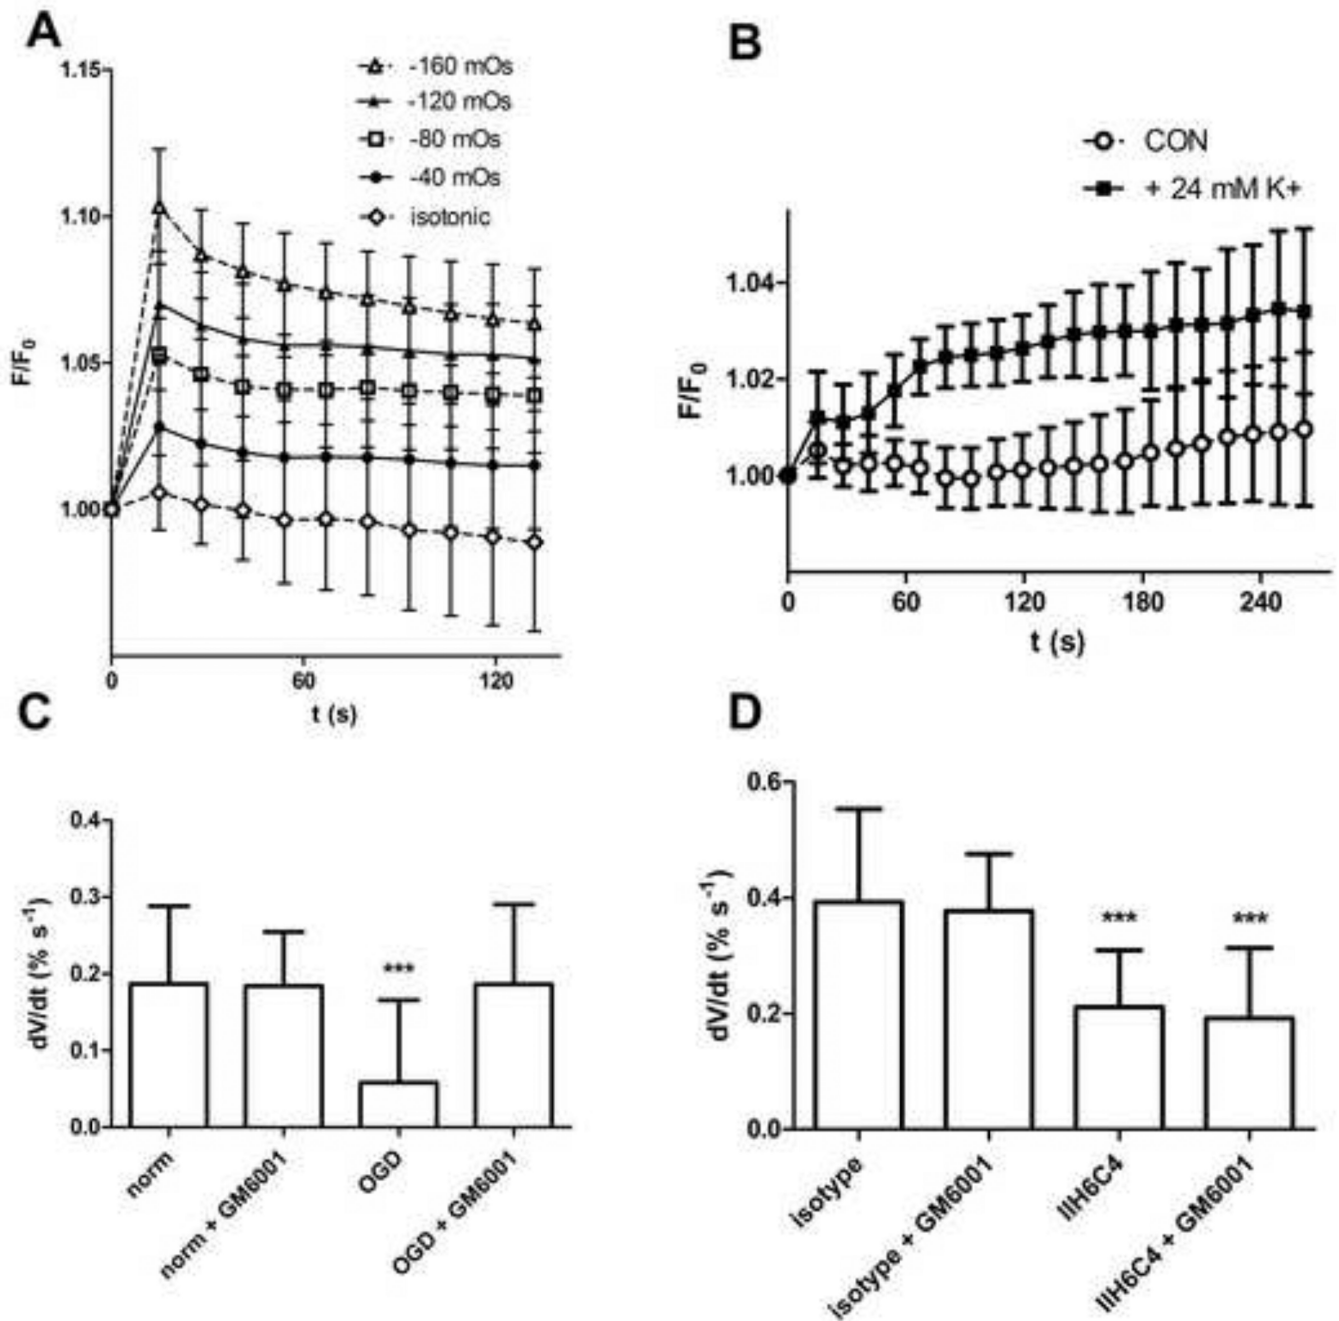 A
1.15
1.10
1.05
1.00
F/F0
-160 mOs
-120 mOs
-80 mOs
-40 mOs
isotonic
0
60
120
t (s)
B
CON
+ 24 mM K+
1.04
1.02
1.00
F/F0
0
60
120
180
240
t (s)
C
0.4
0.3
0.2
0.1
0.0
dV/dt (% s-1)
***
norm
norm + GM6001
OGD
OGD + GM6001
D
0.6
0.4
0.2
0.0
dV/dt (% s-1)
***
***
isotype
isotype + GM6001
IIH6C4
IIH6C4 + GM6001